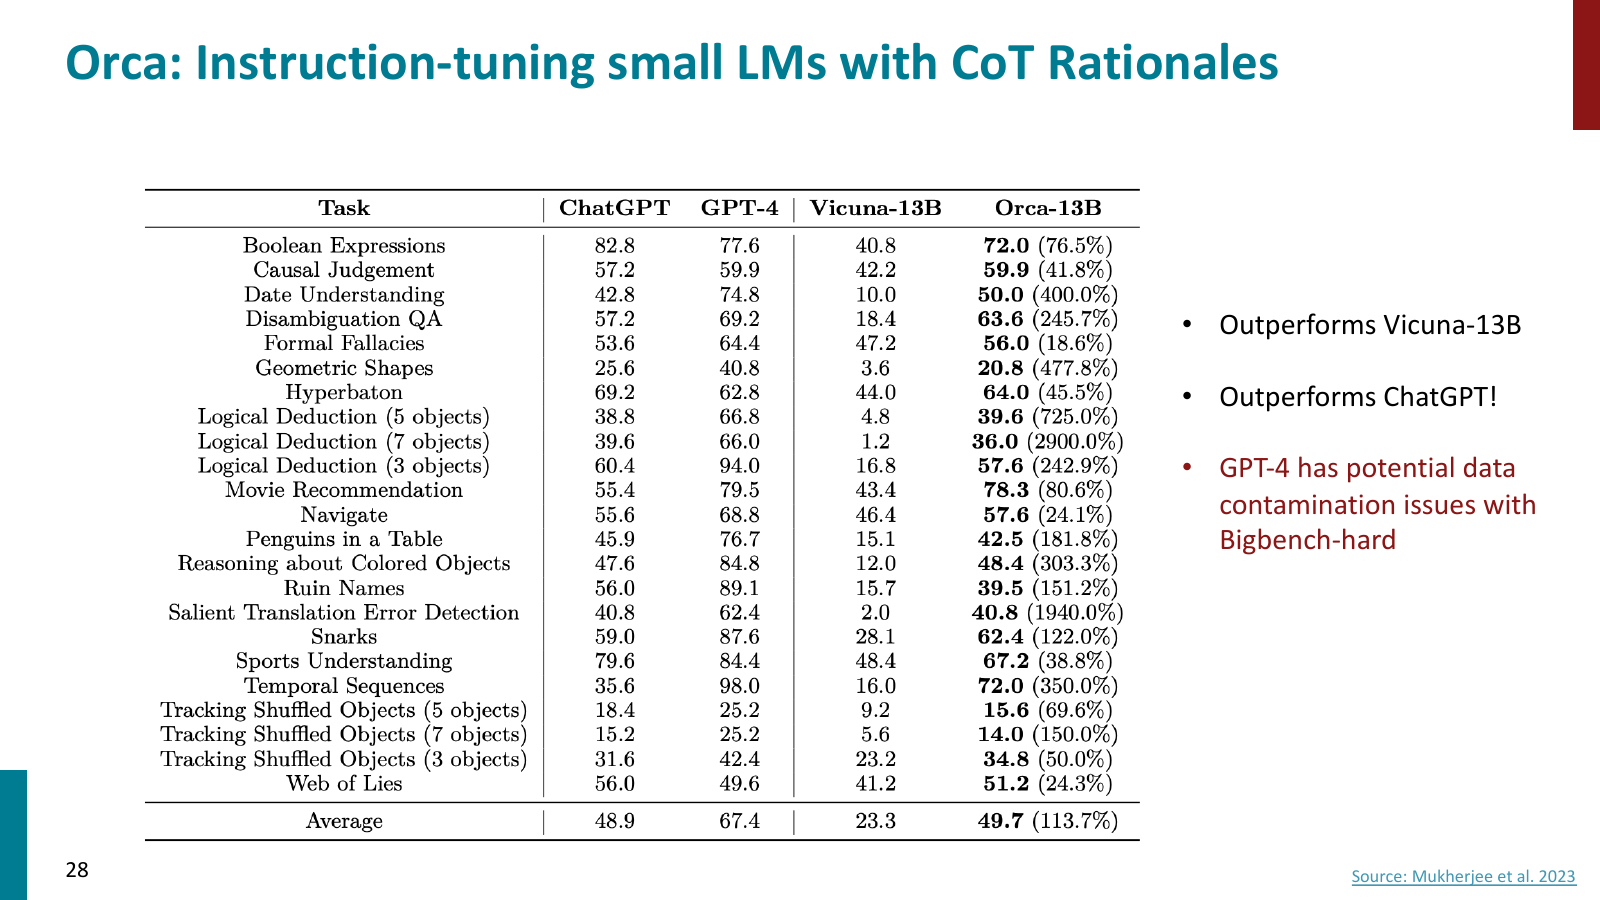 Orca: Instruction-tuning small LMs with CoT Rationales
Task ChatGPT GPT-4 Vicuna-13B Orca-13B
Boolean Expressions 82.8 77.6 40.8 72.0 (76.5%)
Causal Judgement 57.2 59.9 42.2 59.9 (41.8%)
Date Understanding 42.8 74.8 10.0 50.0 (400.0%)
Disambiguation QA 57.2 69.2 18.4 63.6 (245.7%)
Formal Fallacies 53.6 64.4 47.2 56.0 (18.6%)
Geometric Shapes 25.6 40.8 3.6 20.8 (477.8%)
Hyperbaton 69.2 62.8 44.0 64.0 (45.5%)
Logical Deduction (5 objects) 38.8 66.8 4.8 39.6 (725.0%)
Logical Deduction (7 objects) 39.6 66.0 1.2 36.0 (2900.0%)
Logical Deduction (3 objects) 60.4 94.0 16.8 57.6 (242.9%)
Movie Recommendation 55.4 79.5 43.4 78.3 (80.6%)
Navigate 55.6 68.8 46.4 57.6 (24.1%)
Penguins in a Table 45.9 76.7 15.1 42.5 (181.8%)
Reasoning about Colored Objects 47.6 84.8 12.0 48.4 (303.3%)
Ruin Names 56.0 89.1 15.7 39.5 (151.2%)
Salient Translation Error Detection 40.8 62.4 2.0 40.8 (1940.0%)
Snarks 59.0 87.6 28.1 62.4 (122.0%)
Sports Understanding 79.6 84.4 48.4 67.2 (38.8%)
Temporal Sequences 35.6 98.0 16.0 72.0 (350.0%)
Tracking Shuffled Objects (5 objects) 18.4 25.2 9.2 15.6 (69.6%)
Tracking Shuffled Objects (7 objects) 15.2 25.2 5.6 14.0 (150.0%)
Tracking Shuffled Objects (3 objects) 31.6 42.4 23.2 34.8 (50.0%)
Web of Lies 56.0 49.6 41.2 51.2 (24.3%)
Average 48.9 67.4 23.3 49.7 (113.7%)
• Outperforms Vicuna-13B
• Outperforms ChatGPT!
• GPT-4 has potential data
contamination issues with
Bigbench-hard
28
Source: Mukherjee et al. 2023